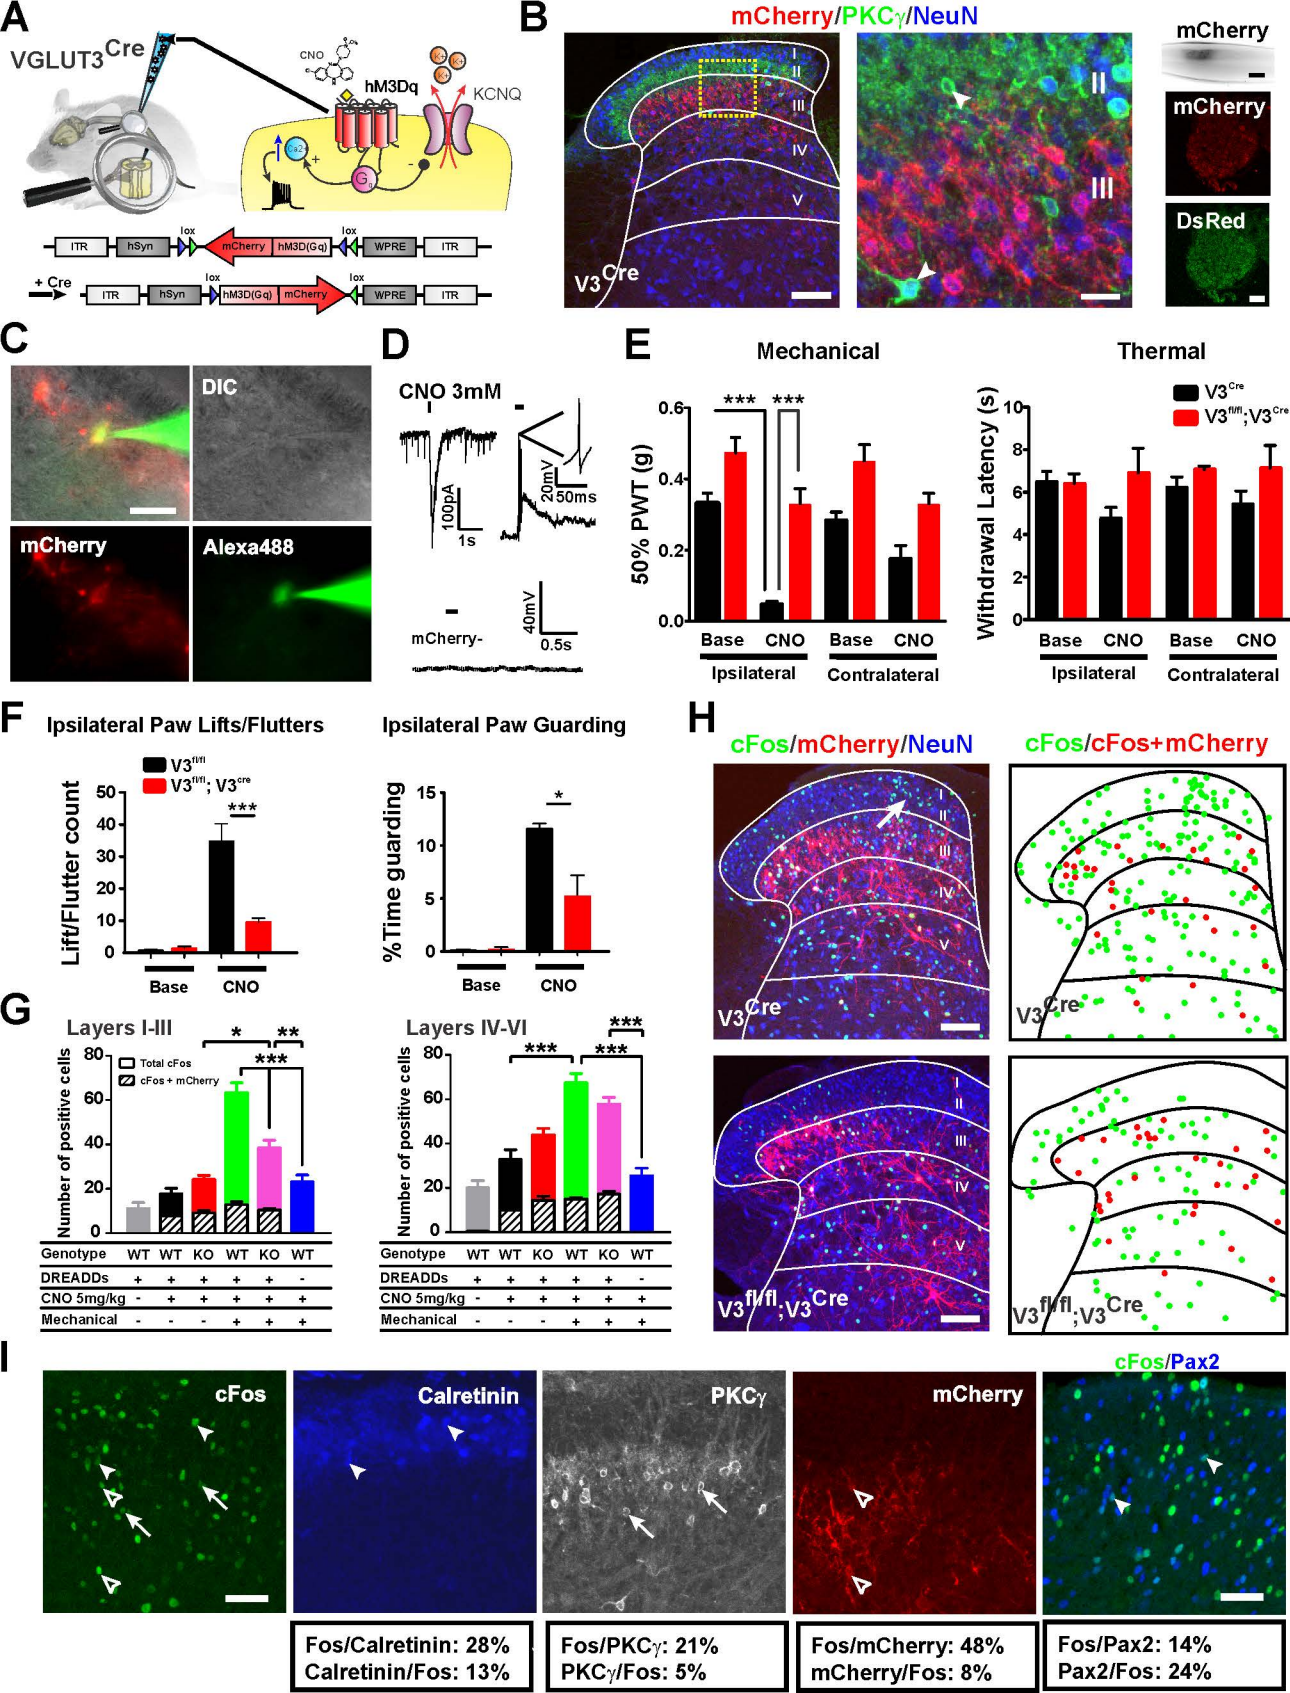 A
VGLUT3Cre
CNO
hM3Dq
K+
K+
K+
KCNQ
Ca2+
+
-
Gq
lox
lox
ITR
hSyn
mCherry
hM3D(Gq)
WPRE
ITR
+ Cre
lox
lox
ITR
hSyn
hM3D(Gq)
mCherry
WPRE
ITR
B
mCherry/PKCγ/NeuN
I
II
III
IV
V
V3Cre
II
III
mCherry
mCherry
DsRed
C
DIC
mCherry
Alexa488
D
CNO 3mM
100pA
1s
20mV
50ms
mCherry-
40mV
0.5s
E
Mechanical
*** ***
50% PWT (g)
0.6
0.4
0.2
0.0
Base CNO Base CNO
Ipsilateral Contralateral
Thermal
V3Cre
V3fl/fl;V3Cre
Withdrawal Latency (s)
10
8
6
4
2
0
Base CNO Base CNO
Ipsilateral Contralateral
F
Ipsilateral Paw Lifts/Flutters
V3fl/fl
V3fl/fl; V3cre
***
Lift/Flutter count
50
40
30
20
10
0
Base CNO
Ipsilateral Paw Guarding
*
%Time guarding
15
10
5
0
Base CNO
G
Layers I-III
* **
***
Total cFos
cFos + mCherry
Number of positive cells
80
60
40
20
0
Genotype WT WT KO WT KO WT
DREADDs + + + + + -
CNO 5mg/kg - + + + + +
Mechanical - - - + + +
Layers IV-VI
***
*** ***
Number of positive cells
80
60
40
20
0
Genotype WT WT KO WT KO WT
DREADDs + + + + + -
CNO 5mg/kg - + + + + +
Mechanical - - - + + +
H
cFos/mCherry/NeuN
cFos/cFos+mCherry
I
II
III
IV
V
V3Cre
V3Cre
I
II
III
IV
V
V3fl/fl;V3Cre
V3fl/fl;V3Cre
I
cFos
Calretinin
PKCγ
mCherry
cFos/Pax2
Fos/Calretinin: 28%
Calretinin/Fos: 13%
Fos/PKCγ: 21%
PKCγ/Fos: 5%
Fos/mCherry: 48%
mCherry/Fos: 8%
Fos/Pax2: 14%
Pax2/Fos: 24%